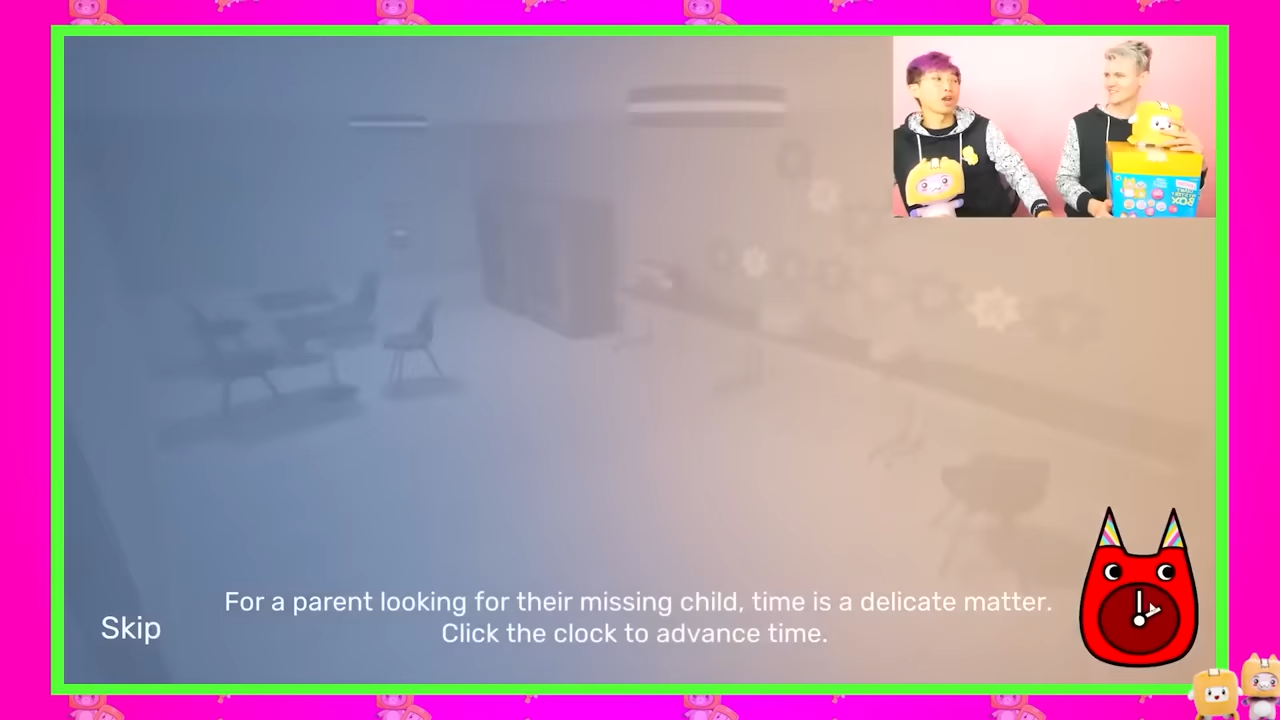 For a parent looking for their missing child, time is a delicate matter.
Click the clock to advance time.
Skip